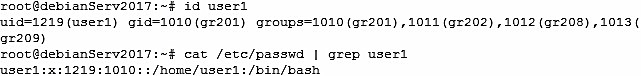 root@debianServ2017:~# id user1
uid=1219(user1) gid=1010(gr201) groups=1010(gr201),1011(gr202),1012(gr208),1013(
gr209)
root@debianServ2017:~# cat /etc/passwd | grep user1
user1:x:1219:1010::/home/user1:/bin/bash